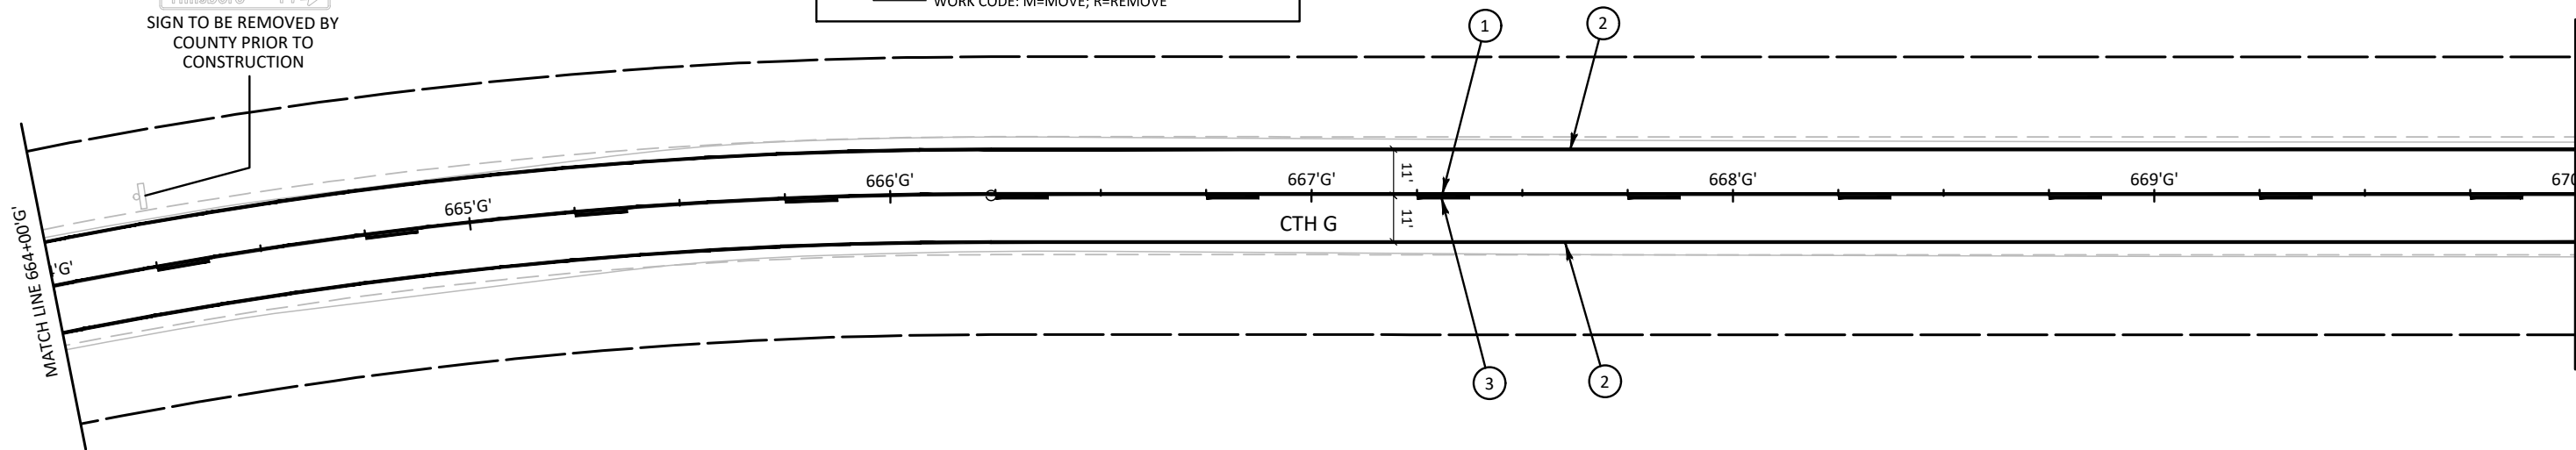 SIGN TO BE REMOVED BY
COUNTY PRIOR TO
CONSTRUCTION
WORK CODE: M=MOVE; R=REMOVE
1
2
MATCH LINE 664+00'G'
'G'
665'G'
666'G'
667'G'
668'G'
669'G'
670
11'
11'
CTH G
3
2